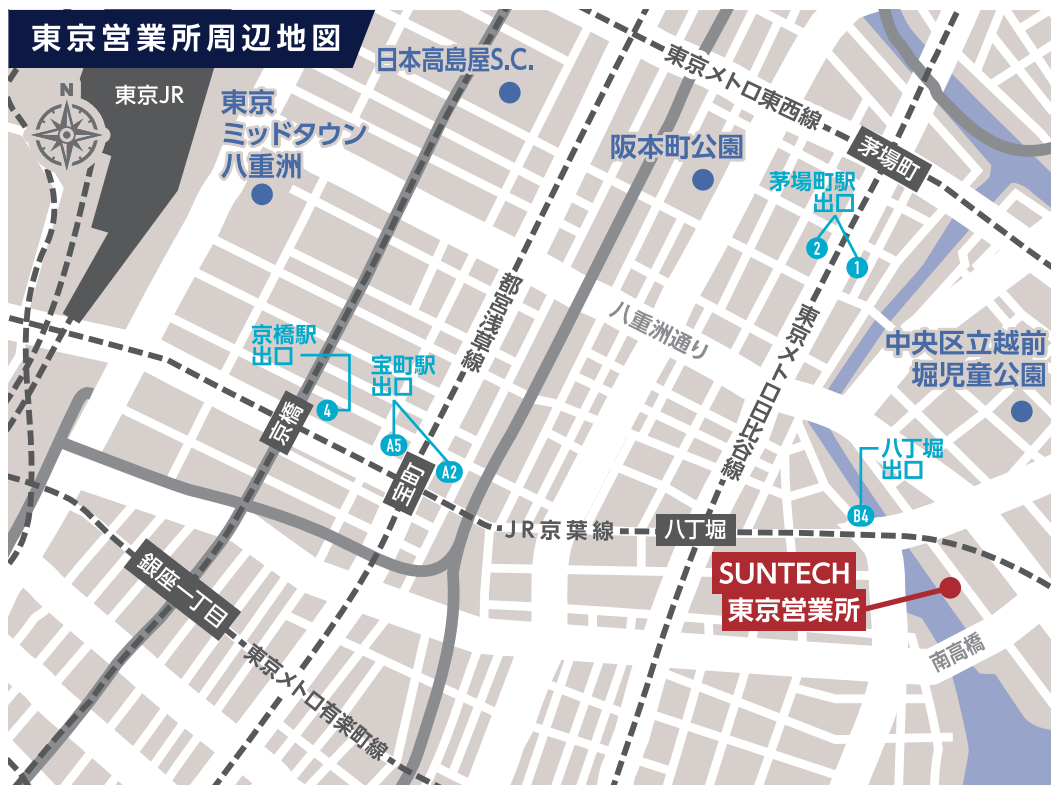 東京営業所周辺地図
N
東京JR
日本高島屋S.C.
東京
ミッドタウン
八重洲
東京メトロ東西線
阪本町公園
茅場町
茅場町駅
出口
2
1
都営浅草線
八重洲通り
東京メトロ日比谷線
中央区立越前
堀児童公園
京橋駅
出口
4
宝町駅
出口
A5
A2
京橋
宝町
八丁堀
出口
B4
JR京葉線
八丁堀
銀座一丁目
SUNTECH
東京営業所
南高橋
東京メトロ有楽町線